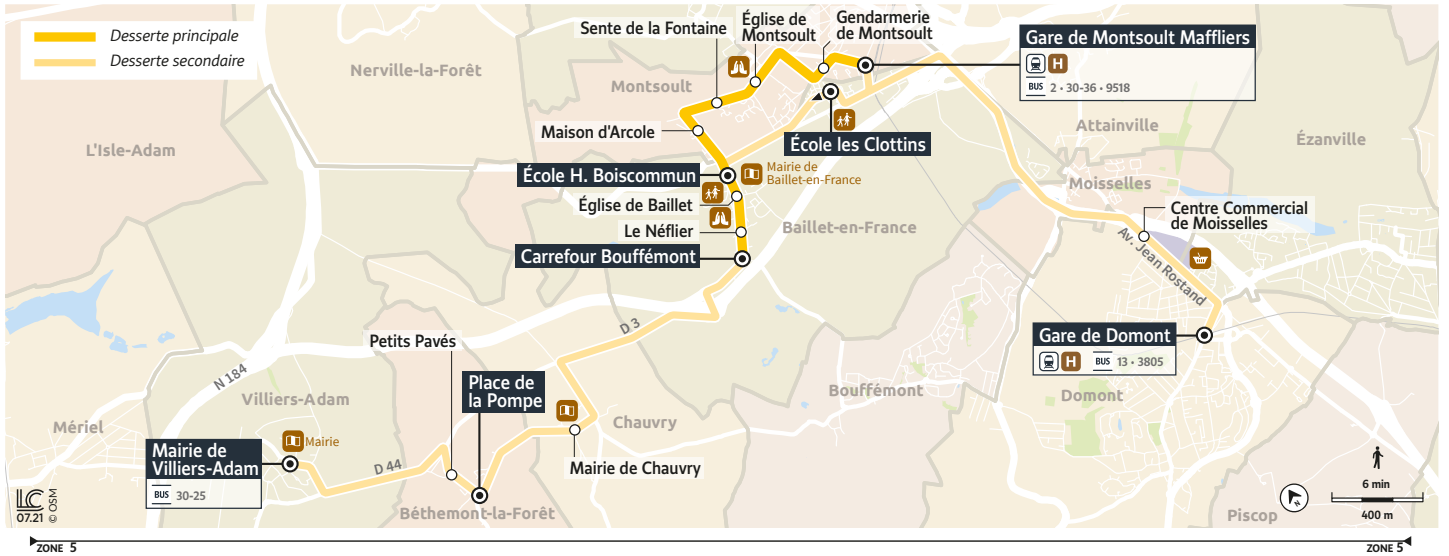 Desserte principale
Desserte secondaire
Nerville-la-Forêt
L'Isle-Adam
Montsoult
Sente de la Fontaine
Église de
Montsoult
Gendarmerie
de Montsoult
Gare de Montsoult Maffliers
H
BUS 2 • 30-36 • 9518
Maison d'Arcole
École les Clottins
Attainville
Ézanville
École H. Boiscommun
Mairie de
Baillet-en-France
Église de Baillet
Le Néflier
Carrefour Bouffémont
Baillet-en-France
Moisselles
Centre Commercial
de Moisselles
Av. Jean Rostand
Gare de Domont
H BUS 13 • 3805
D 3
Petits Pavés
Place de
la Pompe
N 184
Villiers-Adam
Bouffémont
Domont
Mériel
Chauvry
Mairie de
Villiers-Adam
BUS 30-25
Mairie
D 44
Mairie de Chauvry
Béthemont-la-Forêt
Piscop
6 min
400 m
LC
07.21
© OSM
ZONE 5
ZONE 5